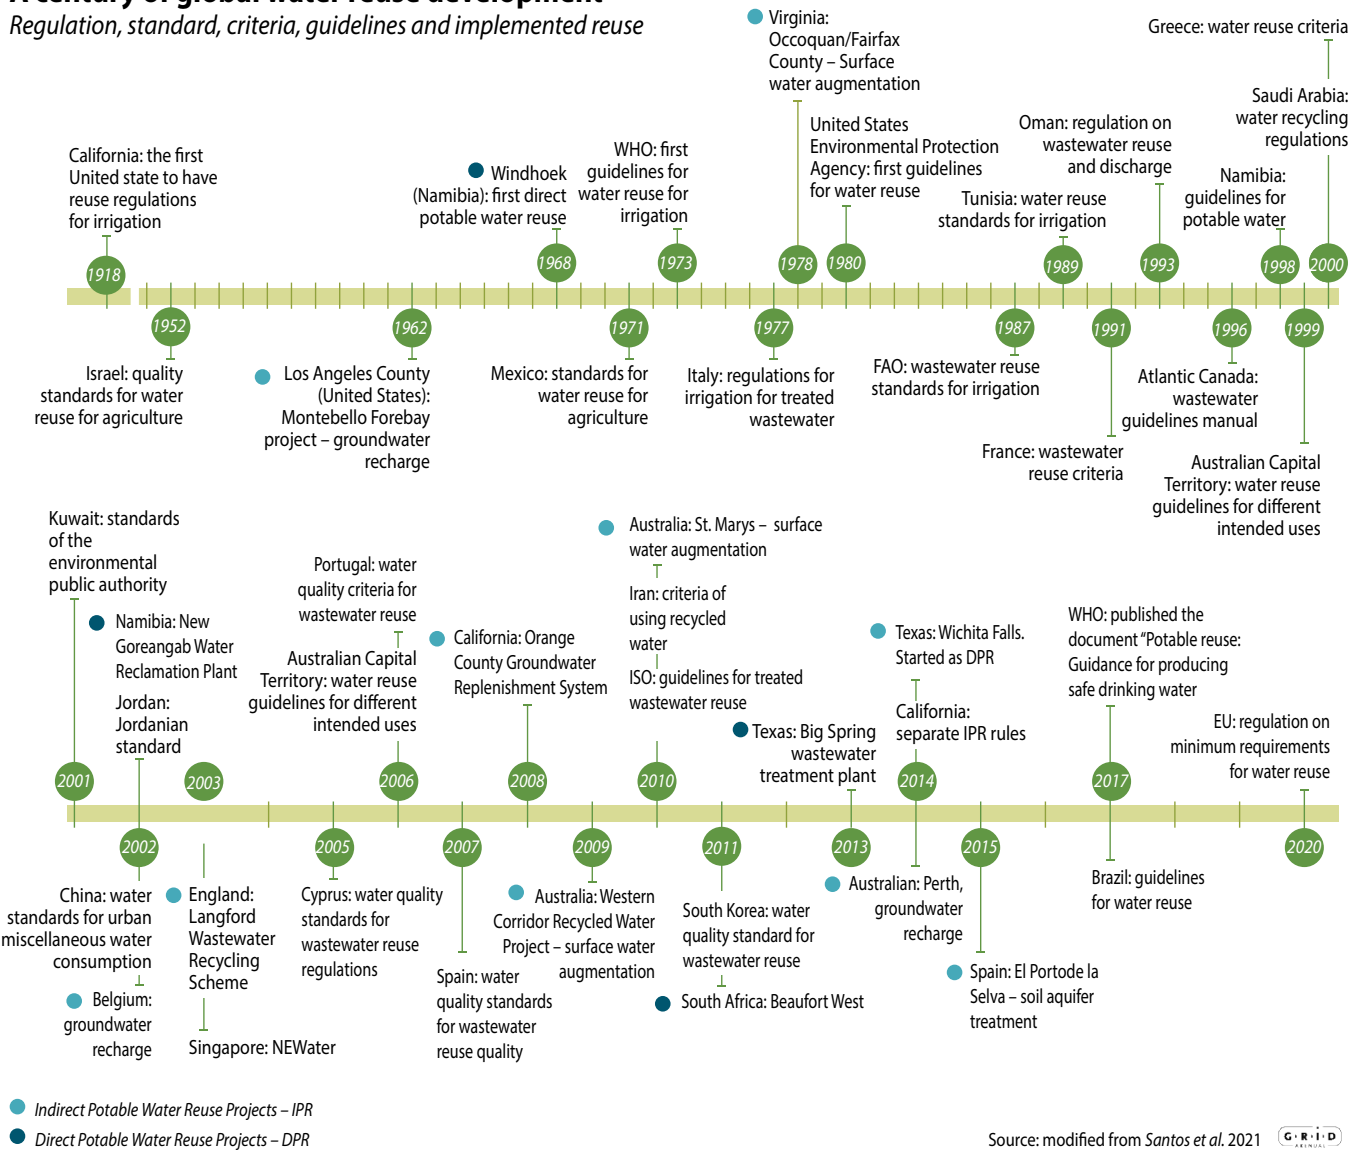 A century of global water reuse development
Regulation, standard, criteria, guidelines and implemented reuse
California: the first
United state to have
reuse regulations
for irrigation
Windhoek
(Namibia): first direct
potable water reuse
WHO: first
guidelines for
water reuse for
irrigation
Virginia:
Occoquan/Fairfax
County – Surface
water augmentation
United States
Environmental Protection
Agency: first guidelines
for water reuse
Tunisia: water reuse
standards for irrigation
Oman: regulation on
wastewater reuse
and discharge
Namibia:
guidelines for
potable water
Greece: water reuse criteria
Saudi Arabia:
water recycling
regulations
1918
1968
1973
1978
1980
1989
1993
1998
2000
1952
1962
1971
1977
1987
1991
1996
1999
Israel: quality
standards for water
reuse for agriculture
Los Angeles County
(United States):
Montebello Forebay
project – groundwater
recharge
Mexico: standards for
water reuse for
agriculture
Italy: regulations for
irrigation for treated
wastewater
FAO: wastewater reuse
standards for irrigation
France: wastewater
reuse criteria
Atlantic Canada:
wastewater
guidelines manual
Australian Capital
Territory: water reuse
guidelines for different
intended uses
Kuwait: standards
of the
environmental
public authority
Namibia: New
Goreangab Water
Reclamation Plant
Jordan:
Jordanian
standard
Portugal: water
quality criteria for
wastewater reuse
Australian Capital
Territory: water reuse
guidelines for different
intended uses
California: Orange
County Groundwater
Replenishment System
Australia: St. Marys – surface
water augmentation
Iran: criteria of
using recycled
water
ISO: guidelines for treated
wastewater reuse
Texas: Big Spring
wastewater
treatment plant
Texas: Wichita Falls.
Started as DPR
California:
separate IPR rules
WHO: published the
document “Potable reuse:
Guidance for producing
safe drinking water
EU: regulation on
minimum requirements
for water reuse
2001
2003
2006
2008
2010
2014
2017
2002
2005
2007
2009
2011
2013
2015
2020
China: water
standards for urban
miscellaneous water
consumption
Belgium:
groundwater
recharge
England:
Langford
Wastewater
Recycling
Scheme
Singapore: NEWater
Cyprus: water quality
standards for
wastewater reuse
regulations
Spain: water
quality standards
for wastewater
reuse quality
Australia: Western
Corridor Recycled Water
Project – surface water
augmentation
South Korea: water
quality standard for
wastewater reuse
South Africa: Beaufort West
Australian: Perth,
groundwater
recharge
Spain: El Portode la
Selva – soil aquifer
treatment
Brazil: guidelines
for water reuse
Indirect Potable Water Reuse Projects – IPR
Direct Potable Water Reuse Projects – DPR
Source: modified from Santos et al. 2021
GRID
ARENDAL